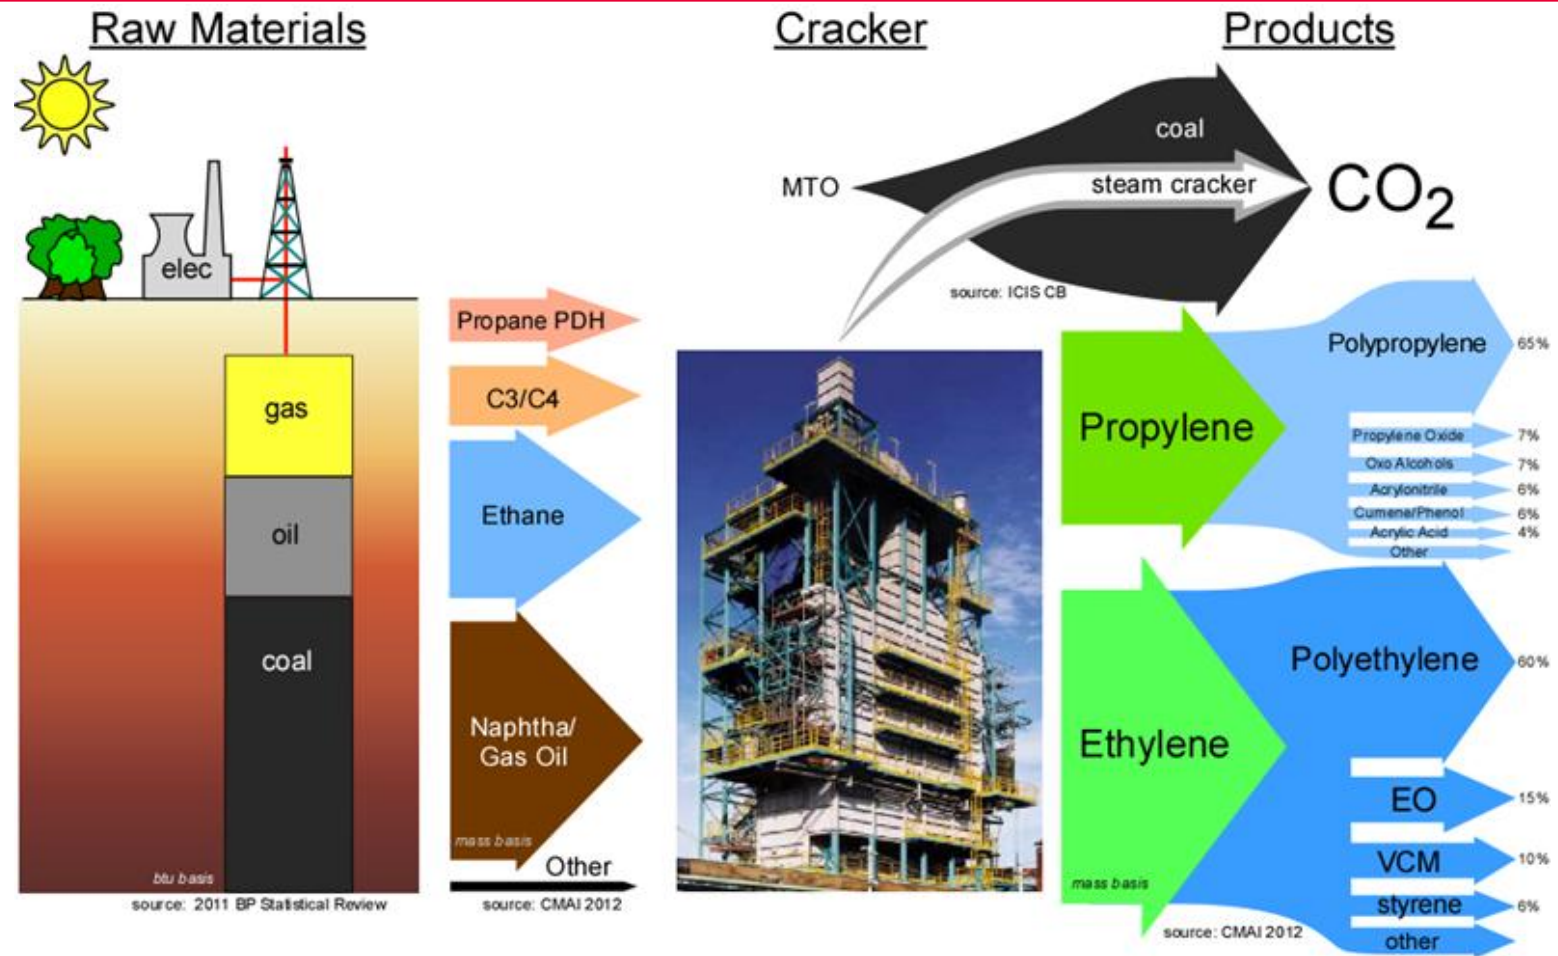 Raw Materials
Cracker
Products
coal
MTO
steam cracker
CO2
source: ICIS CB
elec
gas
oil
coal
btu basis
source: 2011 BP Statistical Review
Propane PDH
C3/C4
Ethane
Naphtha/
Gas Oil
mass basis
Other
source: CMAI 2012
Propylene
Polypropylene
65%
Propylene Oxide
7%
Oxo Alcohols
7%
Acrylonitrile
6%
Cumene/Phenol
6%
Acrylic Acid
4%
Other
Ethylene
mass basis
Polyethylene
60%
EO
15%
VCM
10%
styrene
6%
other
source: CMAI 2012